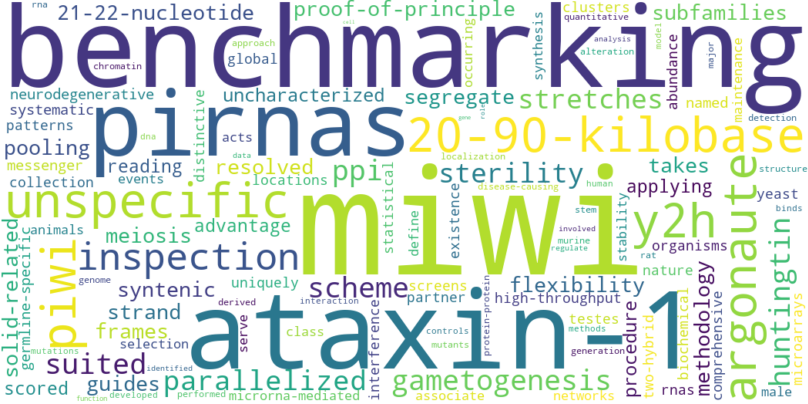 rna 21-22-nucleotide proof-of-principle clusters subfamilies
quantitative
benchmarking
chromatin approach global cell occurring synthesis alteration analysis model major abundance maintenance
neurodegenerative uncharacterized segregate stretches named detection
systematic distinctive
patterns pirnas 20-90-kilobase
pooling messenger acts dna data gene role
reading resolved ppi localization sterility takes structure
collection events locations disease-causing human applying yeast
unspecific miwi y2h argonaute huntingtin binds
animals advantage statistical define existence stem involved murine regulate stability organisms
solid-related germline-specific piwi meiosis rat
inspection nature
genome syntenic uniquely scheme screens flexibility
derived partner high-throughput
strand serve interaction ataxin-1 protein-protein procedure two-hybrid biochemical methodology comprehensive microarrays
frames class interference controls testes
mutations suited selection mutants methods
identified generation
scored guides parallelized gametogenesis rnas male
function developed performed microrna-mediated associate networks